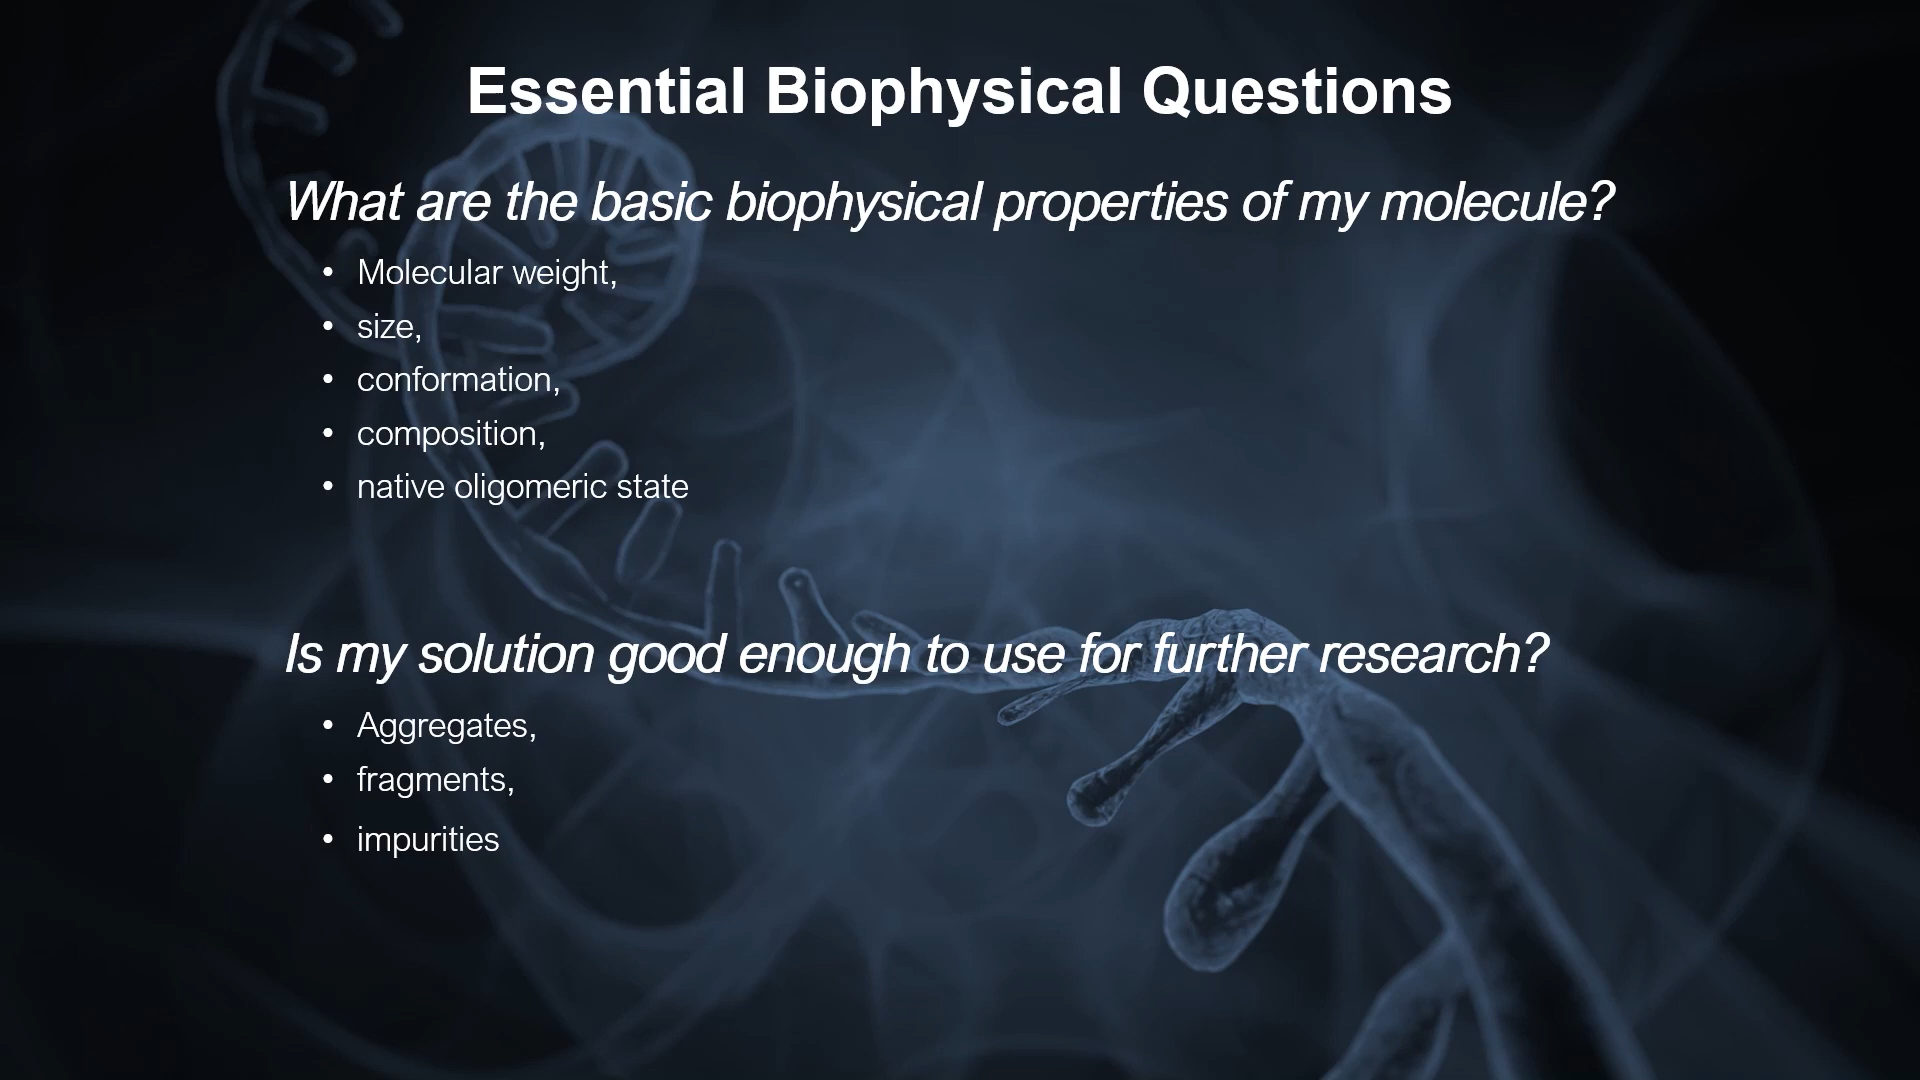 Essential Biophysical Questions
What are the basic biophysical properties of my molecule?
• Molecular weight,
• size,
• conformation,
• composition,
• native oligomeric state
Is my solution good enough to use for further research?
• Aggregates,
• fragments,
• impurities